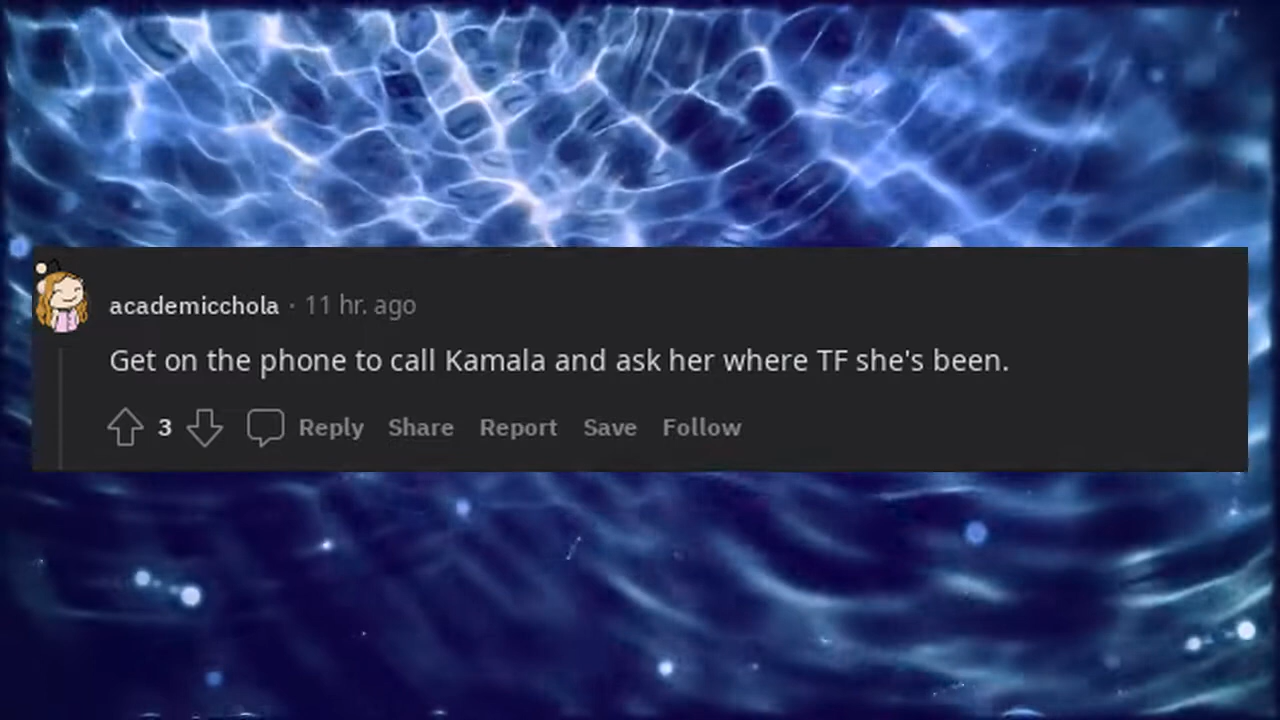 academicchola · 11 hr. ago
Get on the phone to call Kamala and ask her where TF she's been.
3 Reply Share Report Save Follow